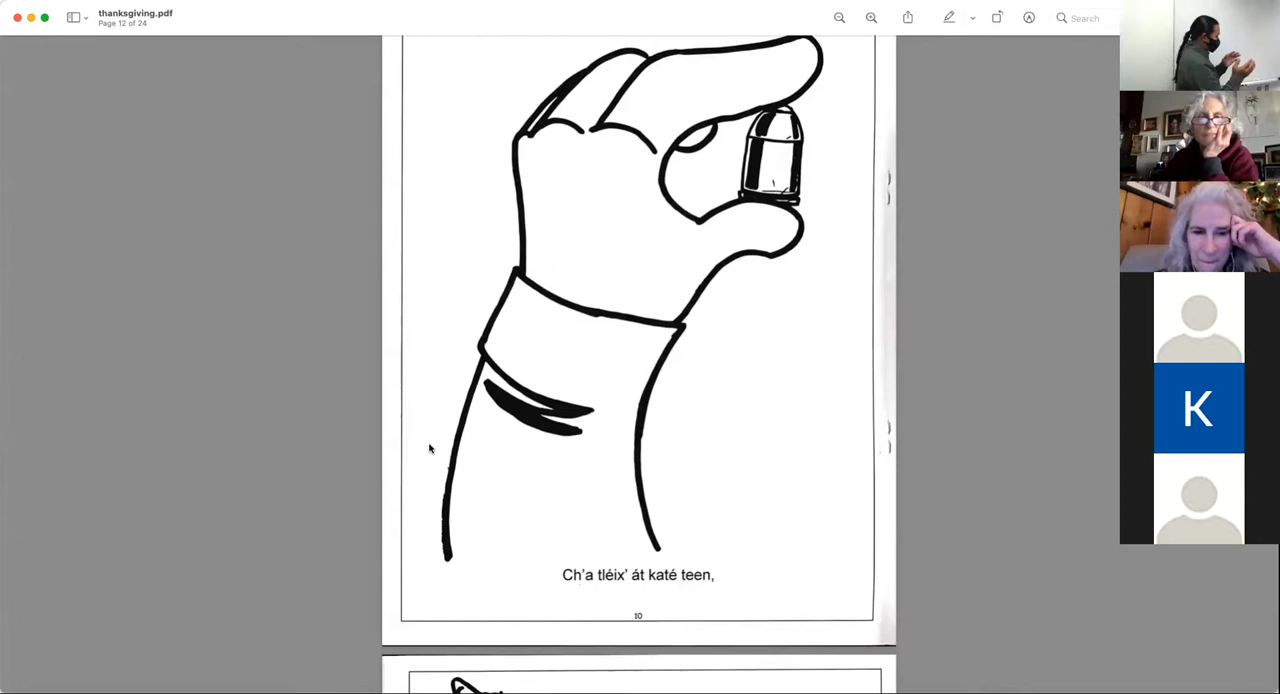 thanksgiving.pdf
Page 12 of 24
Search
Ch'a tléix' át katé teen,
10
K